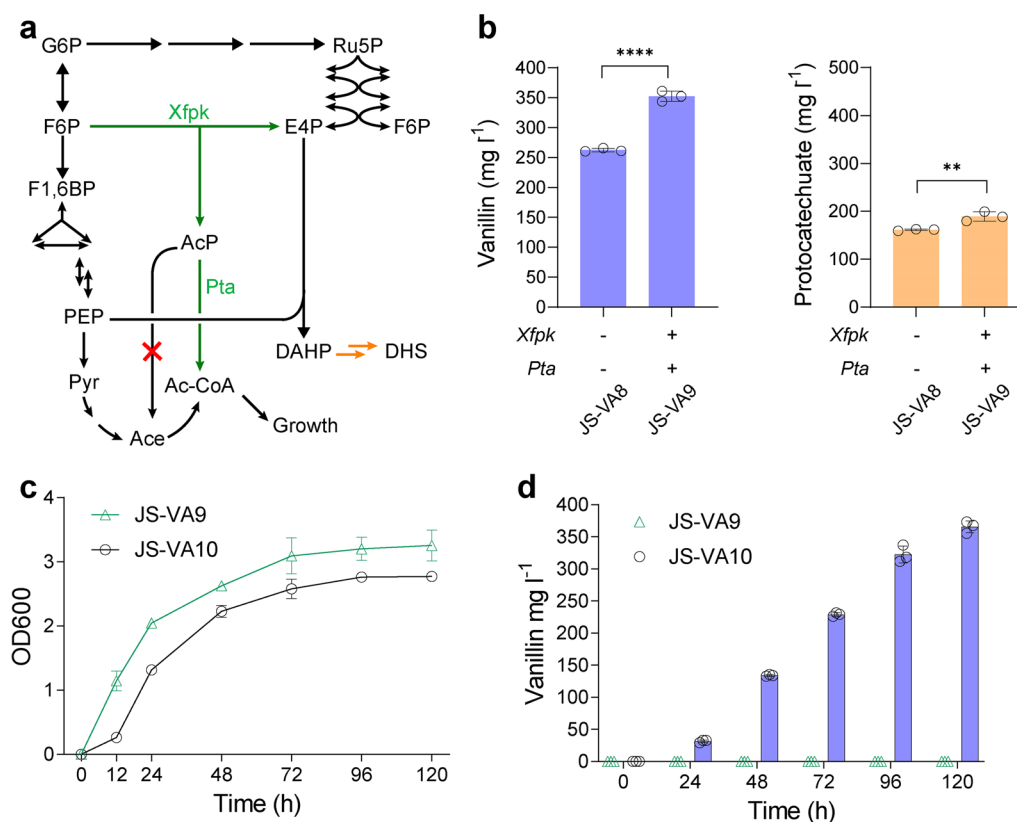 a
G6P
Ru5P
Xfpk
F6P
E4P
F6P
F1,6BP
AcP
Pta
PEP
DAHP
DHS
Pyr
Ac-CoA
Ace
Growth
b
****
Vanillin (mg l-1)
400
350
300
250
200
150
100
50
0
Xfpk - +
Pta - +
JS-VA8 JS-VA9
**
Protocatechuate (mg l-1)
500
400
300
200
100
0
Xfpk - +
Pta - +
JS-VA8 JS-VA9
c
JS-VA9
JS-VA10
OD600
4
3
2
1
0
0 12 24 48 72 96 120
Time (h)
d
JS-VA9
JS-VA10
Vanillin mg l-1
400
350
300
250
200
150
100
50
0
0 24 48 72 96 120
Time (h)